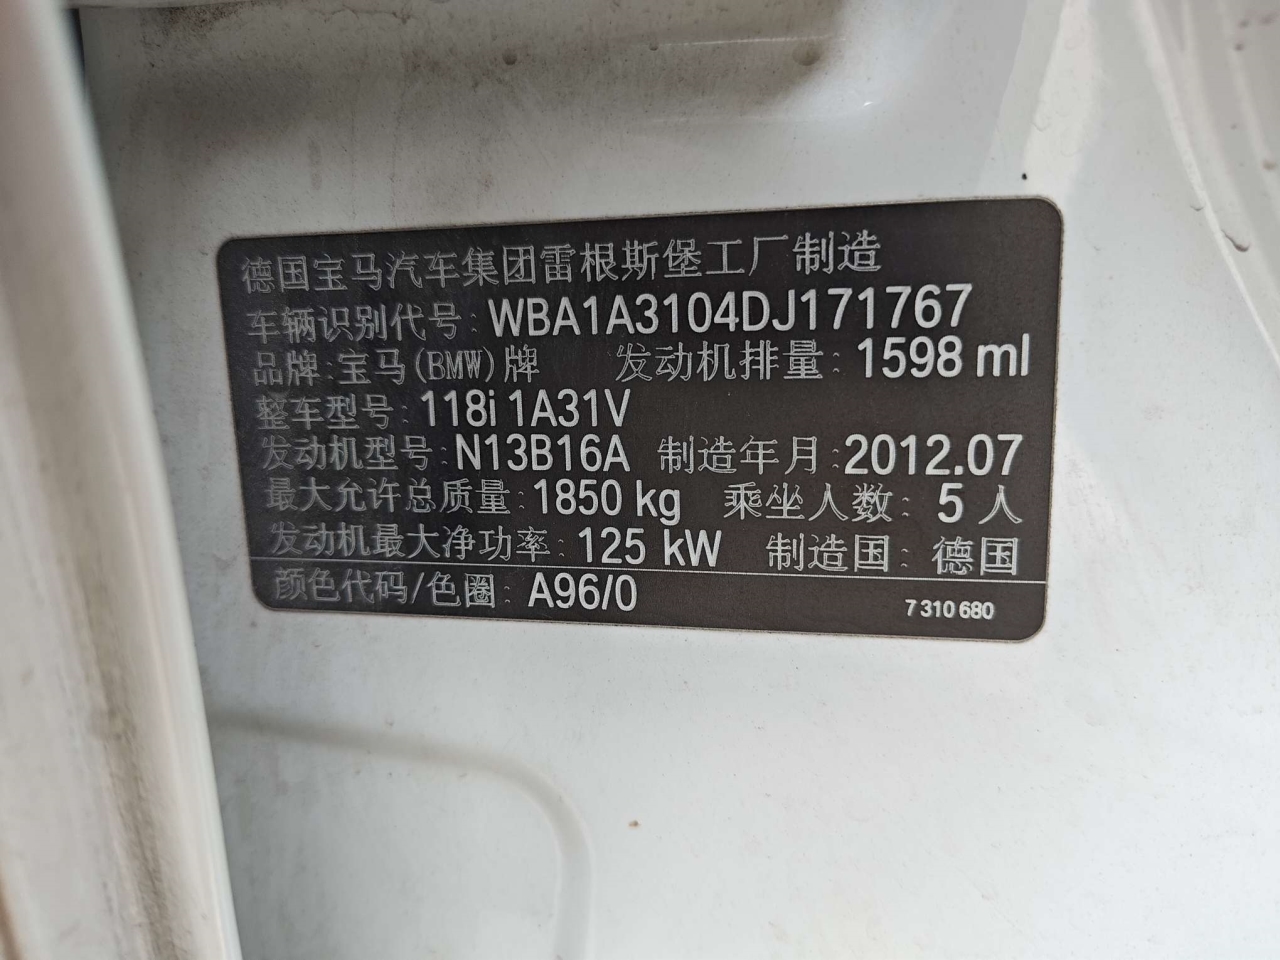 德国宝马汽车集团雷根斯堡工厂制造
车辆识别代号: WBA1A3104DJ171767
品牌:宝马(BMW)牌 发动机排量: 1598 ml
整车型号: 118i 1A31V
发动机型号: N13B16A 制造年月:2012.07
最大允许总质量: 1850 kg 乘坐人数: 5 人
发动机最大净功率: 125 kW 制造国: 德国
颜色代码/色圈: A96/0 7 310 680